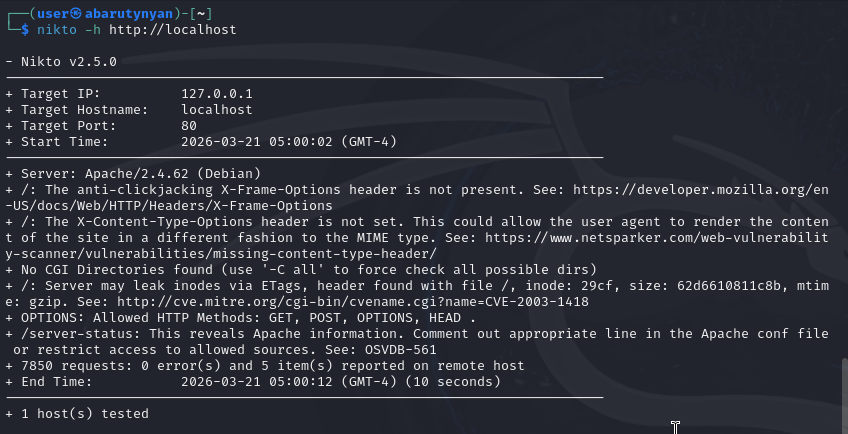 ┌──(user㉿abarutynyan)-[~]
└─$ nikto -h http://localhost
- Nikto v2.5.0
+ Target IP: 127.0.0.1
+ Target Hostname: localhost
+ Target Port: 80
+ Start Time: 2026-03-21 05:00:02 (GMT-4)
+ Server: Apache/2.4.62 (Debian)
+ /: The anti-clickjacking X-Frame-Options header is not present. See: https://developer.mozilla.org/en
-US/docs/Web/HTTP/Headers/X-Frame-Options
+ /: The X-Content-Type-Options header is not set. This could allow the user agent to render the conten
t of the site in a different fashion to the MIME type. See: https://www.netsparker.com/web-vulnerabilit
y-scanner/vulnerabilities/missing-content-type-header/
+ No CGI Directories found (use '-C all' to force check all possible dirs)
+ /: Server may leak inodes via ETags, header found with file /, inode: 29cf, size: 62d6610811c8b, mtim
e: gzip. See: http://cve.mitre.org/cgi-bin/cvename.cgi?name=CVE-2003-1418
+ OPTIONS: Allowed HTTP Methods: GET, POST, OPTIONS, HEAD .
+ /server-status: This reveals Apache information. Comment out appropriate line in the Apache conf file
or restrict access to allowed sources. See: OSVDB-561
+ 7850 requests: 0 error(s) and 5 item(s) reported on remote host
+ End Time: 2026-03-21 05:00:12 (GMT-4) (10 seconds)
+ 1 host(s) tested